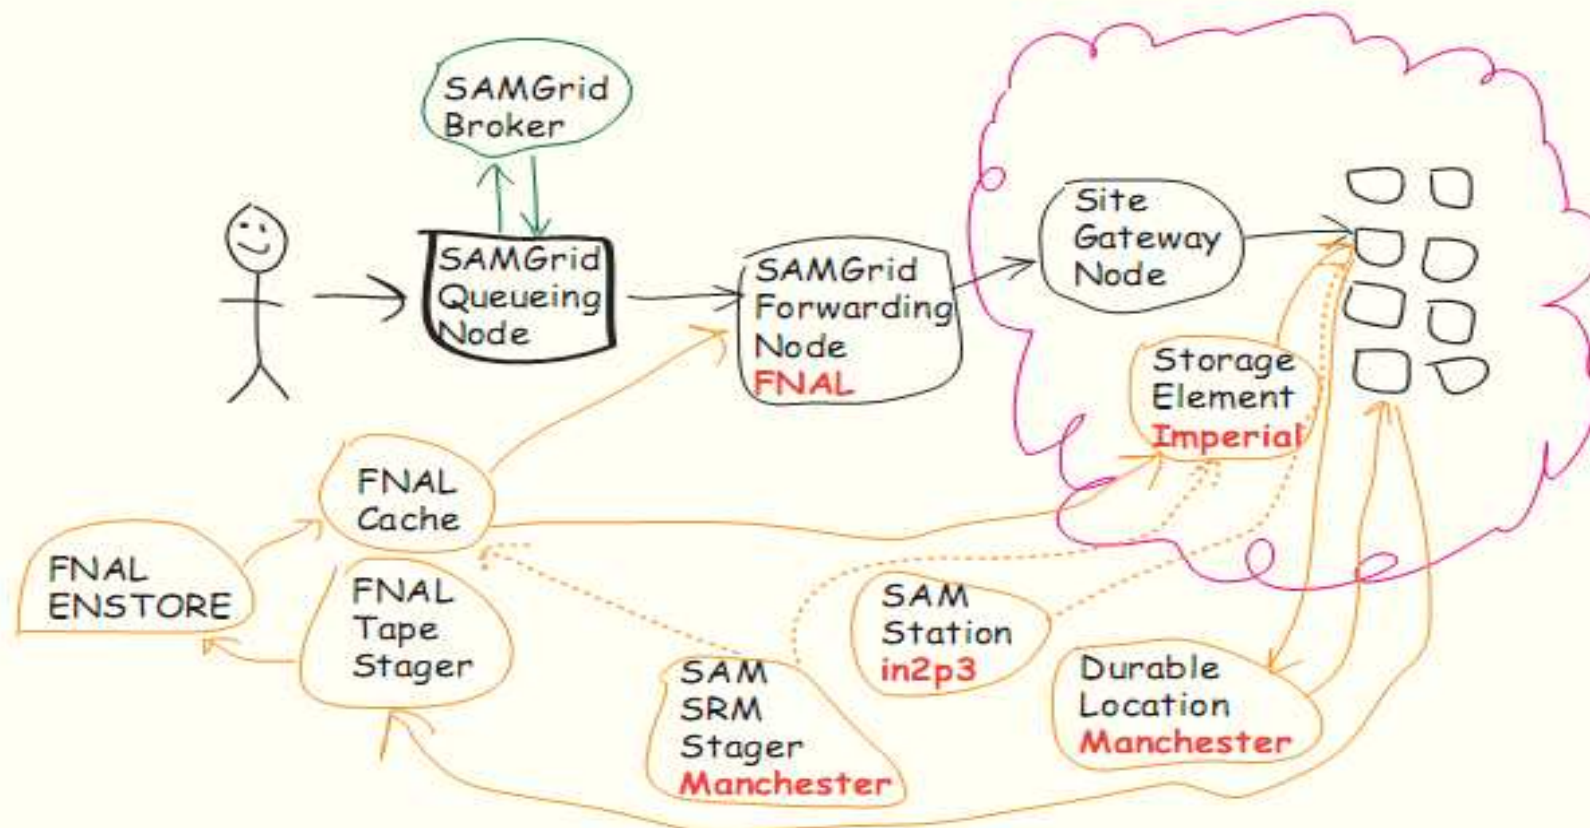 SAMGrid
Broker
SAMGrid
Queueing
Node
SAMGrid
Forwarding
Node
FNAL
Site
Gateway
Node
Storage
Element
Imperial
FNAL
Cache
FNAL
ENSTORE
FNAL
Tape
Stager
SAM
SRM
Stager
Manchester
SAM
Station
in2p3
Durable
Location
Manchester